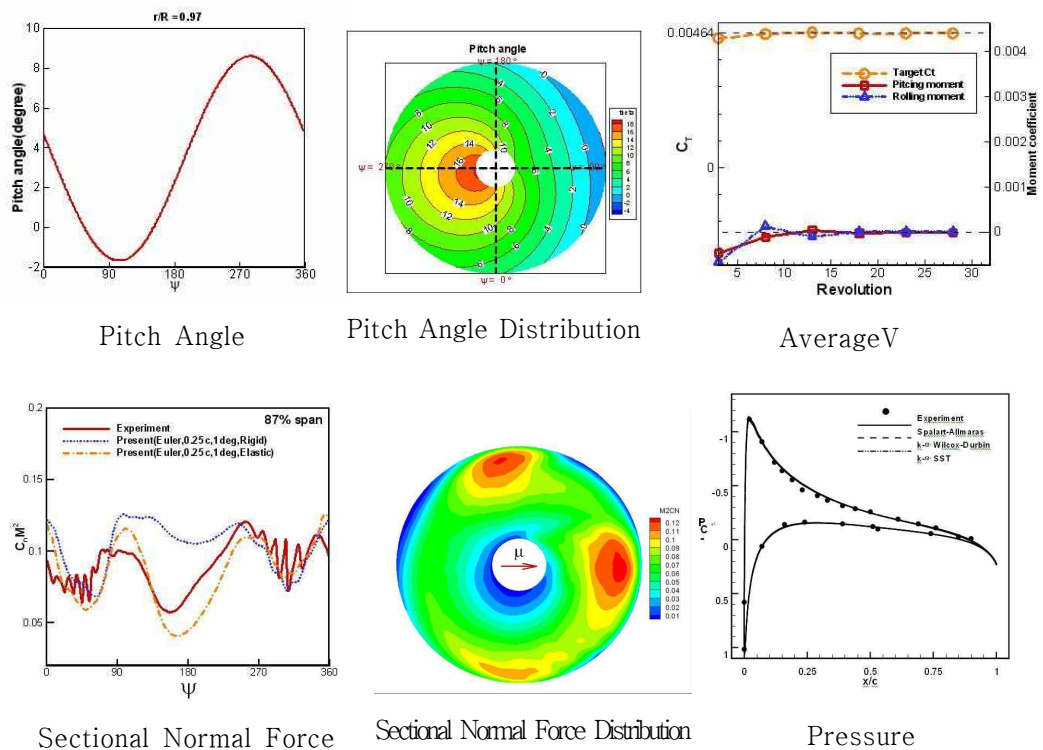 r/R = 0.97
10
8
6
4
2
0
-2
Pitch angle(degree)
0
90
180
270
360
Ψ
Pitch Angle
Pitch angle
Ψ=180°
Ψ= 270°
Ψ= 0°
theta
18
16
14
12
10
8
6
4
2
0
-2
-4
Pitch Angle Distribution
0.00464
0
C_T
0.004
0.003
0.002
0.001
0
Moment coefficient
Target Ct
Pitcing moment
Rolling moment
5
10
15
20
25
30
Revolution
AverageV
87% span
Experiment
Present(Euler,0.25c,1deg,Rigid)
Present(Euler,0.25c,1deg,Elastic)
0.2
0.15
0.1
0.05
CnM²
0
90
180
270
360
Ψ
Sectional Normal Force
μ
M2CN
0.12
0.11
0.10
0.09
0.08
0.07
0.06
0.05
0.04
0.03
0.02
0.01
Sectional Normal Force Distribution
Experiment
Spalart-Allmaras
k-ω Wilcox-Durbin
k-ω SST
-1
-0.5
0
0.5
1
0
0.25
0.5
0.75
1
x/c
Pressure